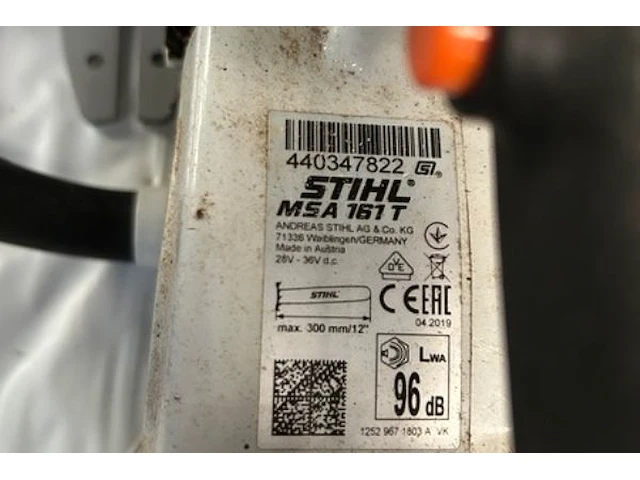 440347822
STIHL®
MSA 161 T
ANDREAS STIHL AG & Co. KG
71336 Waiblingen/GERMANY
Made in Austria
28V - 36V d.c.
VDE
STIHL
CE EAC
max. 300 mm/12"
04.2019
LWA
96 dB
1252 967 1803 A VK